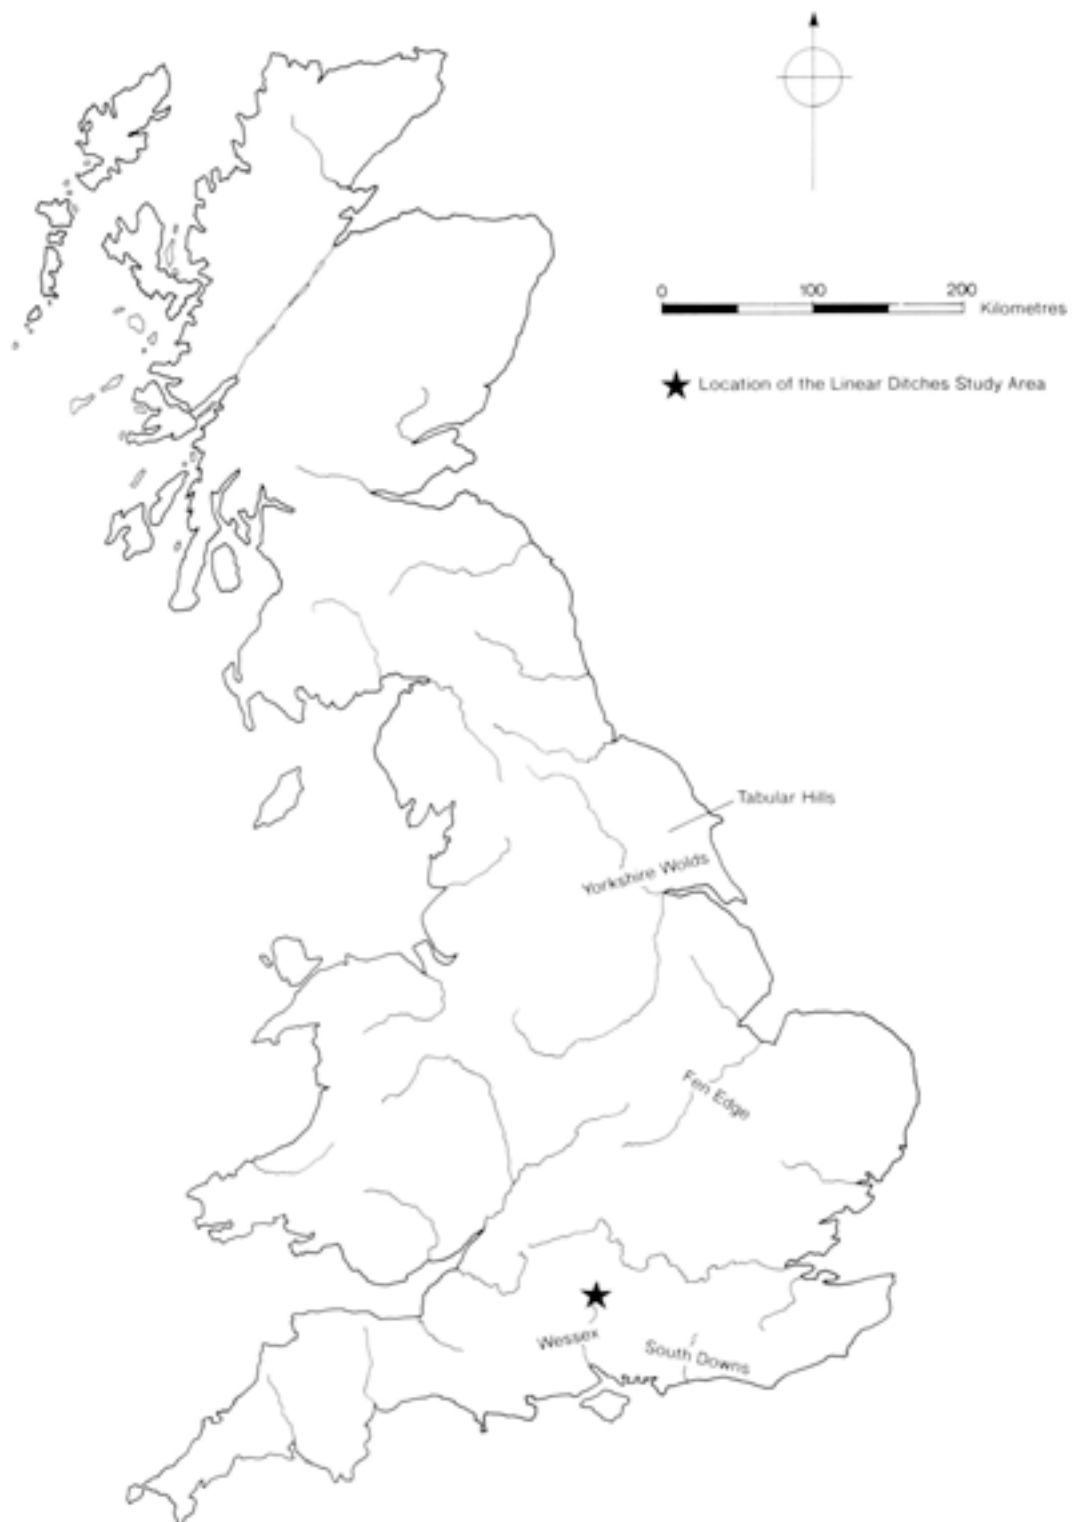 0 100 200
Kilometres
Location of the Linear Ditches Study Area
Tabular Hills
Yorkshire Wolds
Fen Edge
Wessex
South Downs